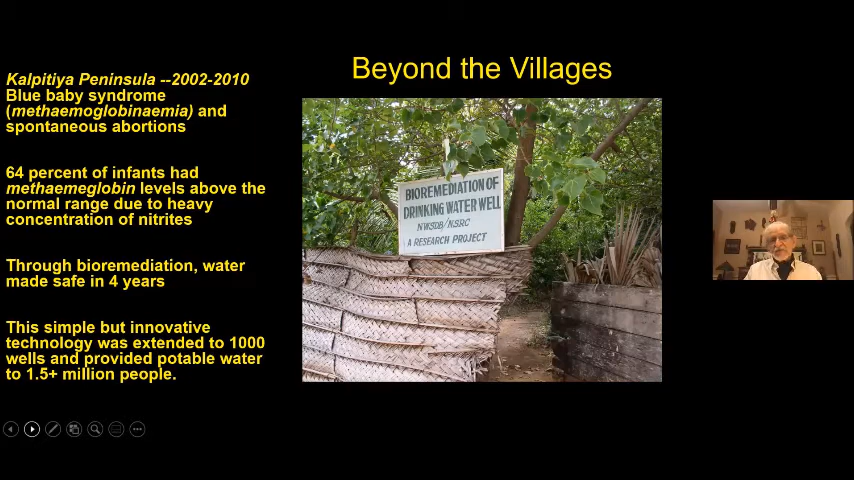 Beyond the Villages
Kalpitiya Peninsula --2002-2010
Blue baby syndrome
(methaemoglobinaemia) and
spontaneous abortions
64 percent of infants had
methaemeglobin levels above the
normal range due to heavy
concentration of nitrites
Through bioremediation, water
made safe in 4 years
This simple but innovative
technology was extended to 1000
wells and provided potable water
to 1.5+ million people.
BIOREMEDIATION OF
DRINKING WATER WELL
NWSDB/NSRC
A RESEARCH PROJECT